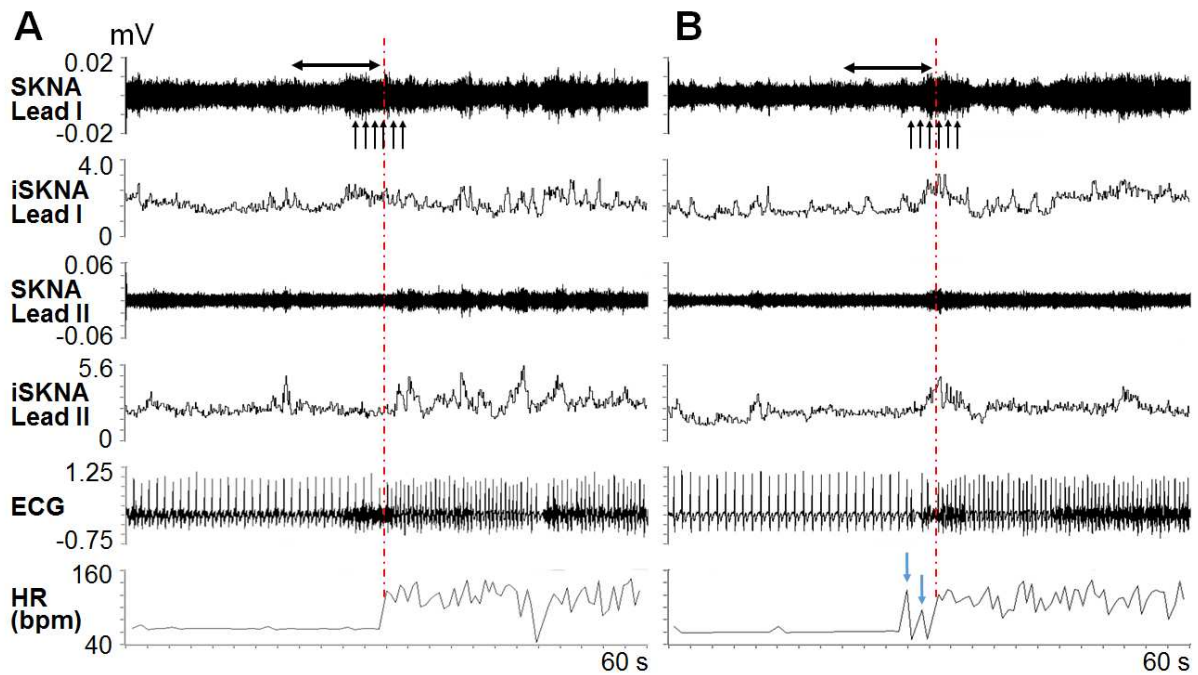 A
B
mV
0.02
SKNA
Lead I
-0.02
4.0
iSKNA
Lead I
0
0.06
SKNA
Lead II
-0.06
5.6
iSKNA
Lead II
0
1.25
ECG
-0.75
160
HR
(bpm)
40
60 s
60 s